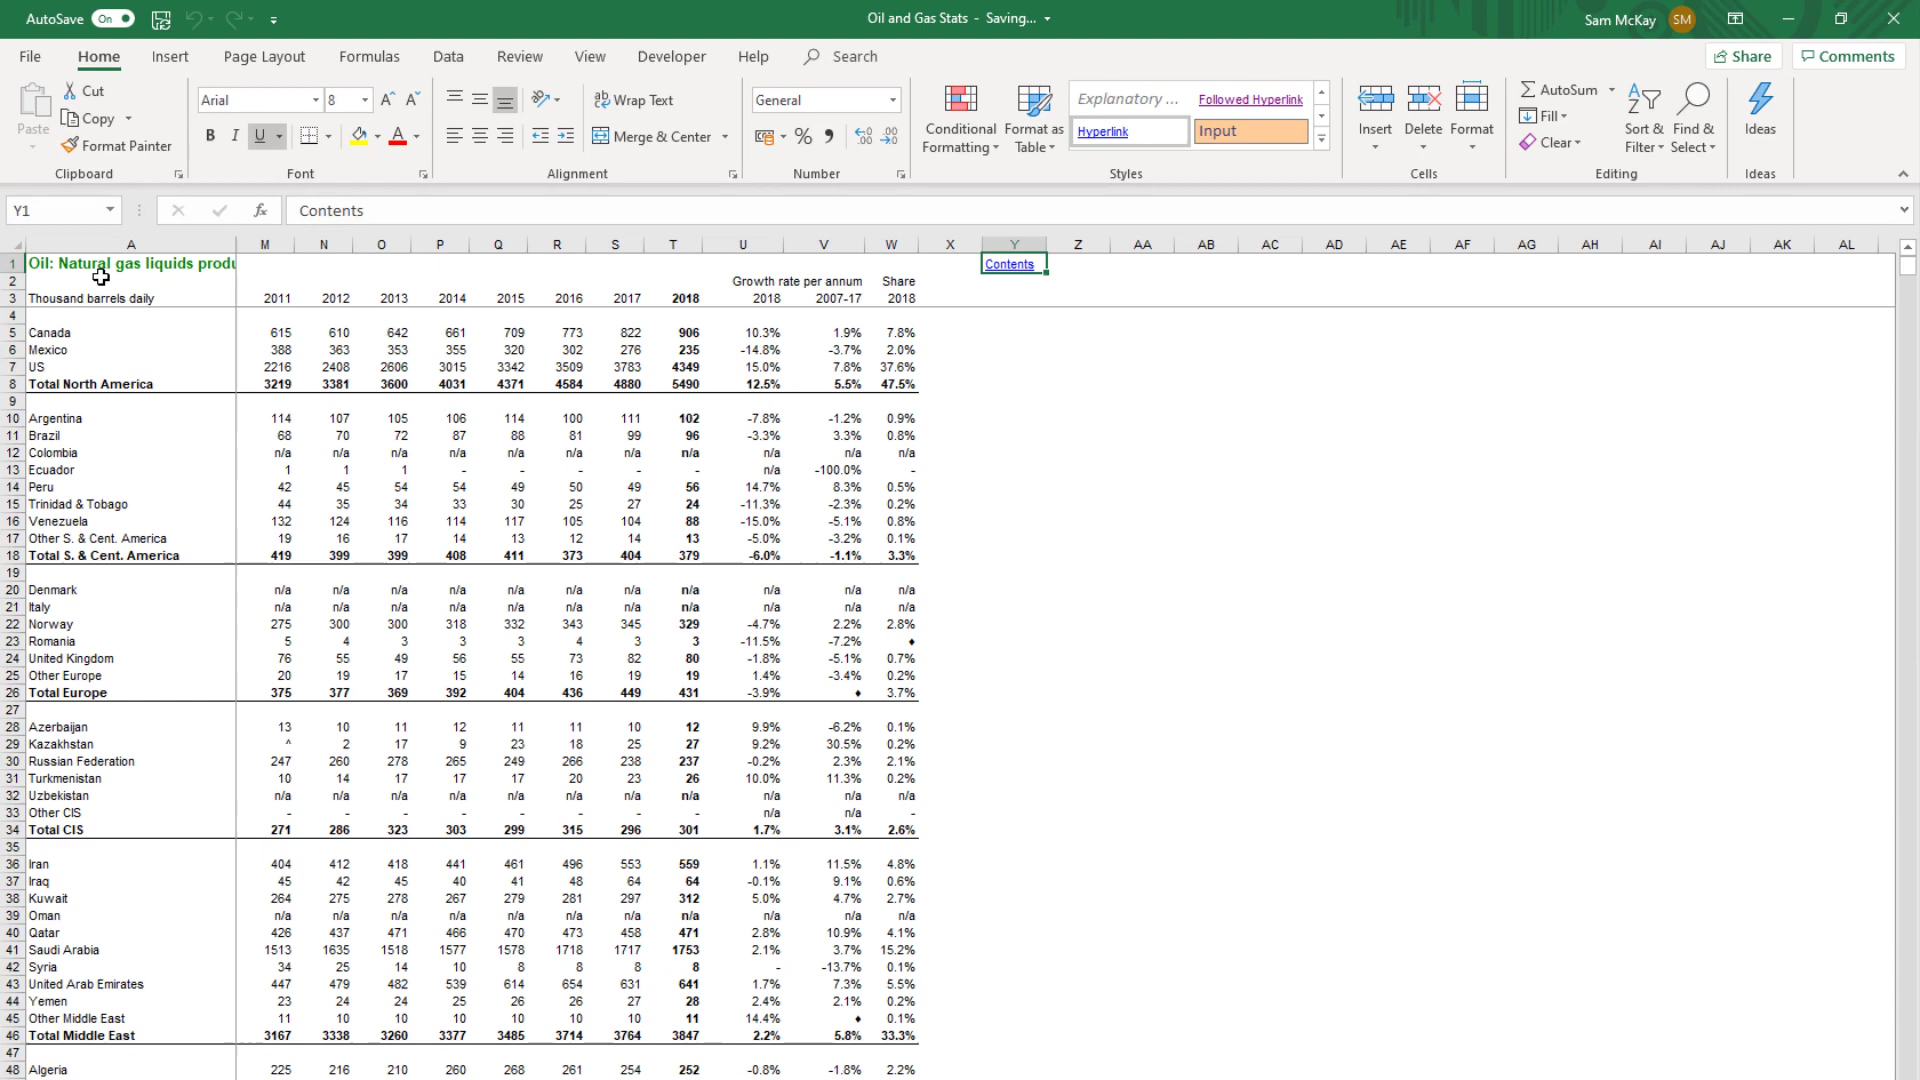 AutoSave On Oil and Gas Stats - Saving... Sam McKay SM
File Home Insert Page Layout Formulas Data Review View Developer Help Search Share Comments
Paste Cut Copy Format Painter Clipboard
Arial 8 A A B I U A Font
ab Wrap Text Merge & Center Alignment
General % , Number
Conditional Formatting Format as Table Explanatory ... Followed Hyperlink Hyperlink Input Styles
Insert Delete Format Cells
AutoSum Fill Clear Sort & Filter Find & Select Editing
Ideas Ideas
Y1 fx Contents
A M N O P Q R S T U V W X Y Z AA AB AC AD AE AF AG AH AI AJ AK AL
1 Oil: Natural gas liquids produ Contents
2 Growth rate per annum Share
3 Thousand barrels daily 2011 2012 2013 2014 2015 2016 2017 2018 2018 2007-17 2018
4
5 Canada 615 610 642 661 709 773 822 906 10.3% 1.9% 7.8%
6 Mexico 388 363 353 355 320 302 276 235 -14.8% -3.7% 2.0%
7 US 2216 2408 2606 3015 3342 3509 3783 4349 15.0% 7.8% 37.6%
8 Total North America 3219 3381 3600 4031 4371 4584 4880 5490 12.5% 5.5% 47.5%
9
10 Argentina 114 107 105 106 114 100 111 102 -7.8% -1.2% 0.9%
11 Brazil 68 70 72 87 88 81 99 96 -3.3% 3.3% 0.8%
12 Colombia n/a n/a n/a n/a n/a n/a n/a n/a n/a n/a n/a
13 Ecuador 1 1 1 - - - - - n/a -100.0% -
14 Peru 42 45 54 54 49 50 49 56 14.7% 8.3% 0.5%
15 Trinidad & Tobago 44 35 34 33 30 25 27 24 -11.3% -2.3% 0.2%
16 Venezuela 132 124 116 114 117 105 104 88 -15.0% -5.1% 0.8%
17 Other S. & Cent. America 19 16 17 14 13 12 14 13 -5.0% -3.2% 0.1%
18 Total S. & Cent. America 419 399 399 408 411 373 404 379 -6.0% -1.1% 3.3%
19
20 Denmark n/a n/a n/a n/a n/a n/a n/a n/a n/a n/a n/a
21 Italy n/a n/a n/a n/a n/a n/a n/a n/a n/a n/a n/a
22 Norway 275 300 300 318 332 343 345 329 -4.7% 2.2% 2.8%
23 Romania 5 4 3 3 3 4 3 3 -11.5% -7.2% ♦
24 United Kingdom 76 55 49 56 55 73 82 80 -1.8% -5.1% 0.7%
25 Other Europe 20 19 17 15 14 16 19 19 1.4% -3.4% 0.2%
26 Total Europe 375 377 369 392 404 436 449 431 -3.9% ♦ 3.7%
27
28 Azerbaijan 13 10 11 12 11 11 10 12 9.9% -6.2% 0.1%
29 Kazakhstan ^ 2 17 9 23 18 25 27 9.2% 30.5% 0.2%
30 Russian Federation 247 260 278 265 249 266 238 237 -0.2% 2.3% 2.1%
31 Turkmenistan 10 14 17 17 17 20 23 26 10.0% 11.3% 0.2%
32 Uzbekistan n/a n/a n/a n/a n/a n/a n/a n/a n/a n/a n/a
33 Other CIS - - - - - - - - n/a n/a -
34 Total CIS 271 286 323 303 299 315 296 301 1.7% 3.1% 2.6%
35
36 Iran 404 412 418 441 461 496 553 559 1.1% 11.5% 4.8%
37 Iraq 45 42 45 40 41 48 64 64 -0.1% 9.1% 0.6%
38 Kuwait 264 275 278 267 279 281 297 312 5.0% 4.7% 2.7%
39 Oman n/a n/a n/a n/a n/a n/a n/a n/a n/a n/a n/a
40 Qatar 426 437 471 466 470 473 458 471 2.8% 10.9% 4.1%
41 Saudi Arabia 1513 1635 1518 1577 1578 1718 1717 1753 2.1% 3.7% 15.2%
42 Syria 34 25 14 10 8 8 8 8 - -13.7% 0.1%
43 United Arab Emirates 447 479 482 539 614 654 631 641 1.7% 7.3% 5.5%
44 Yemen 23 24 24 25 26 26 27 28 2.4% 2.1% 0.2%
45 Other Middle East 11 10 10 10 10 10 10 11 14.4% ♦ 0.1%
46 Total Middle East 3167 3338 3260 3377 3485 3714 3764 3847 2.2% 5.8% 33.3%
47
48 Algeria 225 216 210 260 268 261 254 252 -0.8% -1.8% 2.2%